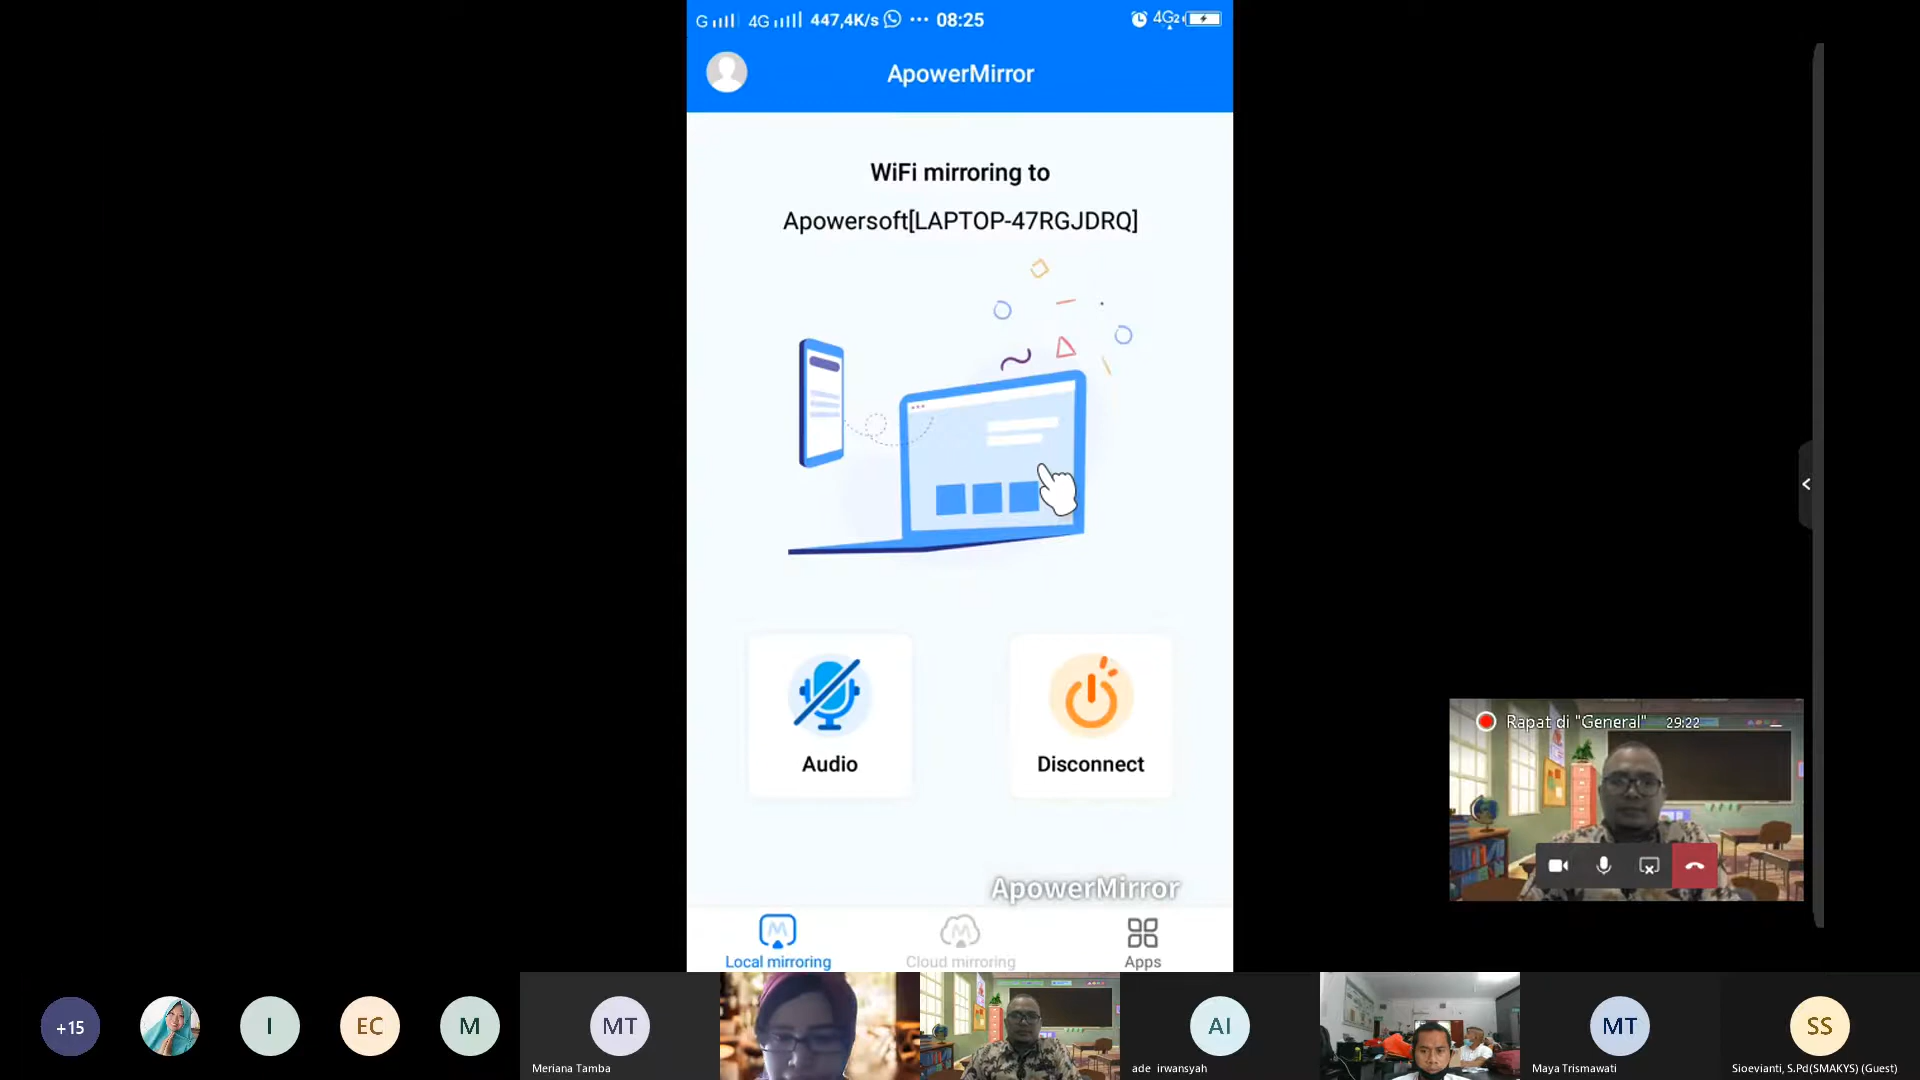 G 4G 447,4K/s ... 08:25 4G2
ApowerMirror
WiFi mirroring to
Apowersoft[LAPTOP-47RGJDRQ]
Audio
Disconnect
ApowerMirror
Local mirroring
Cloud mirroring
Apps
Rapat di "General" 29:22
+15
I
EC
M
MT
Meriana Tamba
AI
ade irwansyah
MT
Maya Trismawati
SS
Sioevianti, S.Pd(SMAKYS) (Guest)